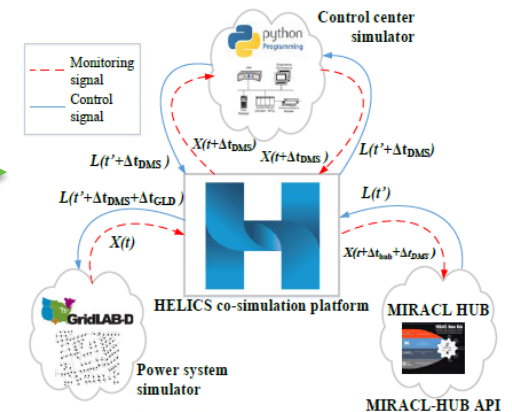 Control center
simulator
python
Programming
Monitoring
signal
Control
signal
X(t+ΔtDMS)
X(t+ΔtDMS)
L(t'+ΔtDMS)
L(t'+ΔtDMS)
L(t'+ΔtDMS+ΔtGLD)
L(t')
X(t)
X(t+Δthub+ΔtDMS)
HELICS co-simulation platform
GridLAB-D
MIRACL HUB
Power system
simulator
MIRACL-HUB API